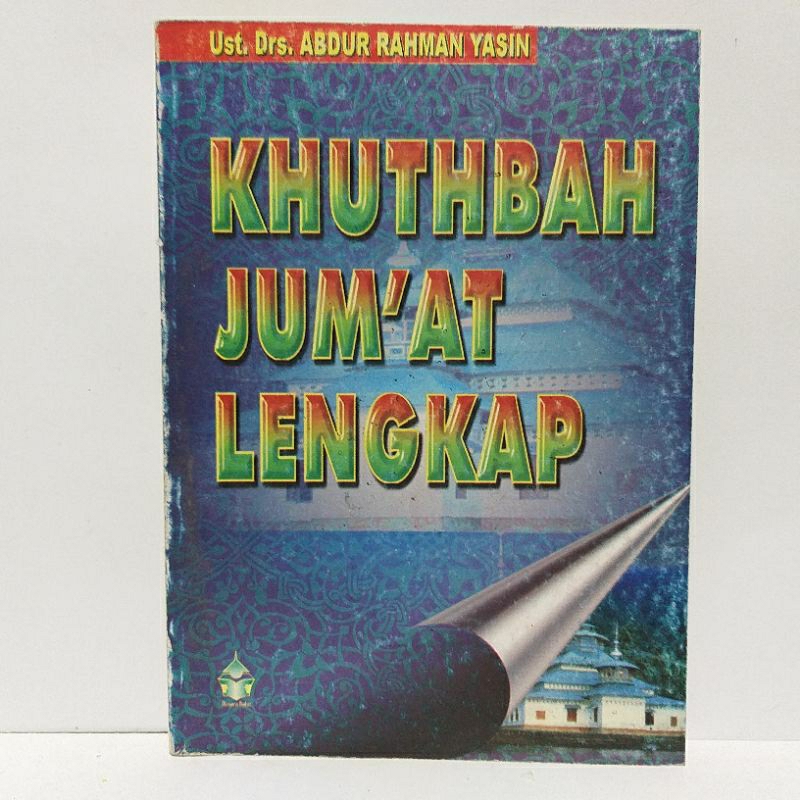 Ust. Drs. ABDUR RAHMAN YASIN
KHUTHBAH
JUM'AT
LENGKAP